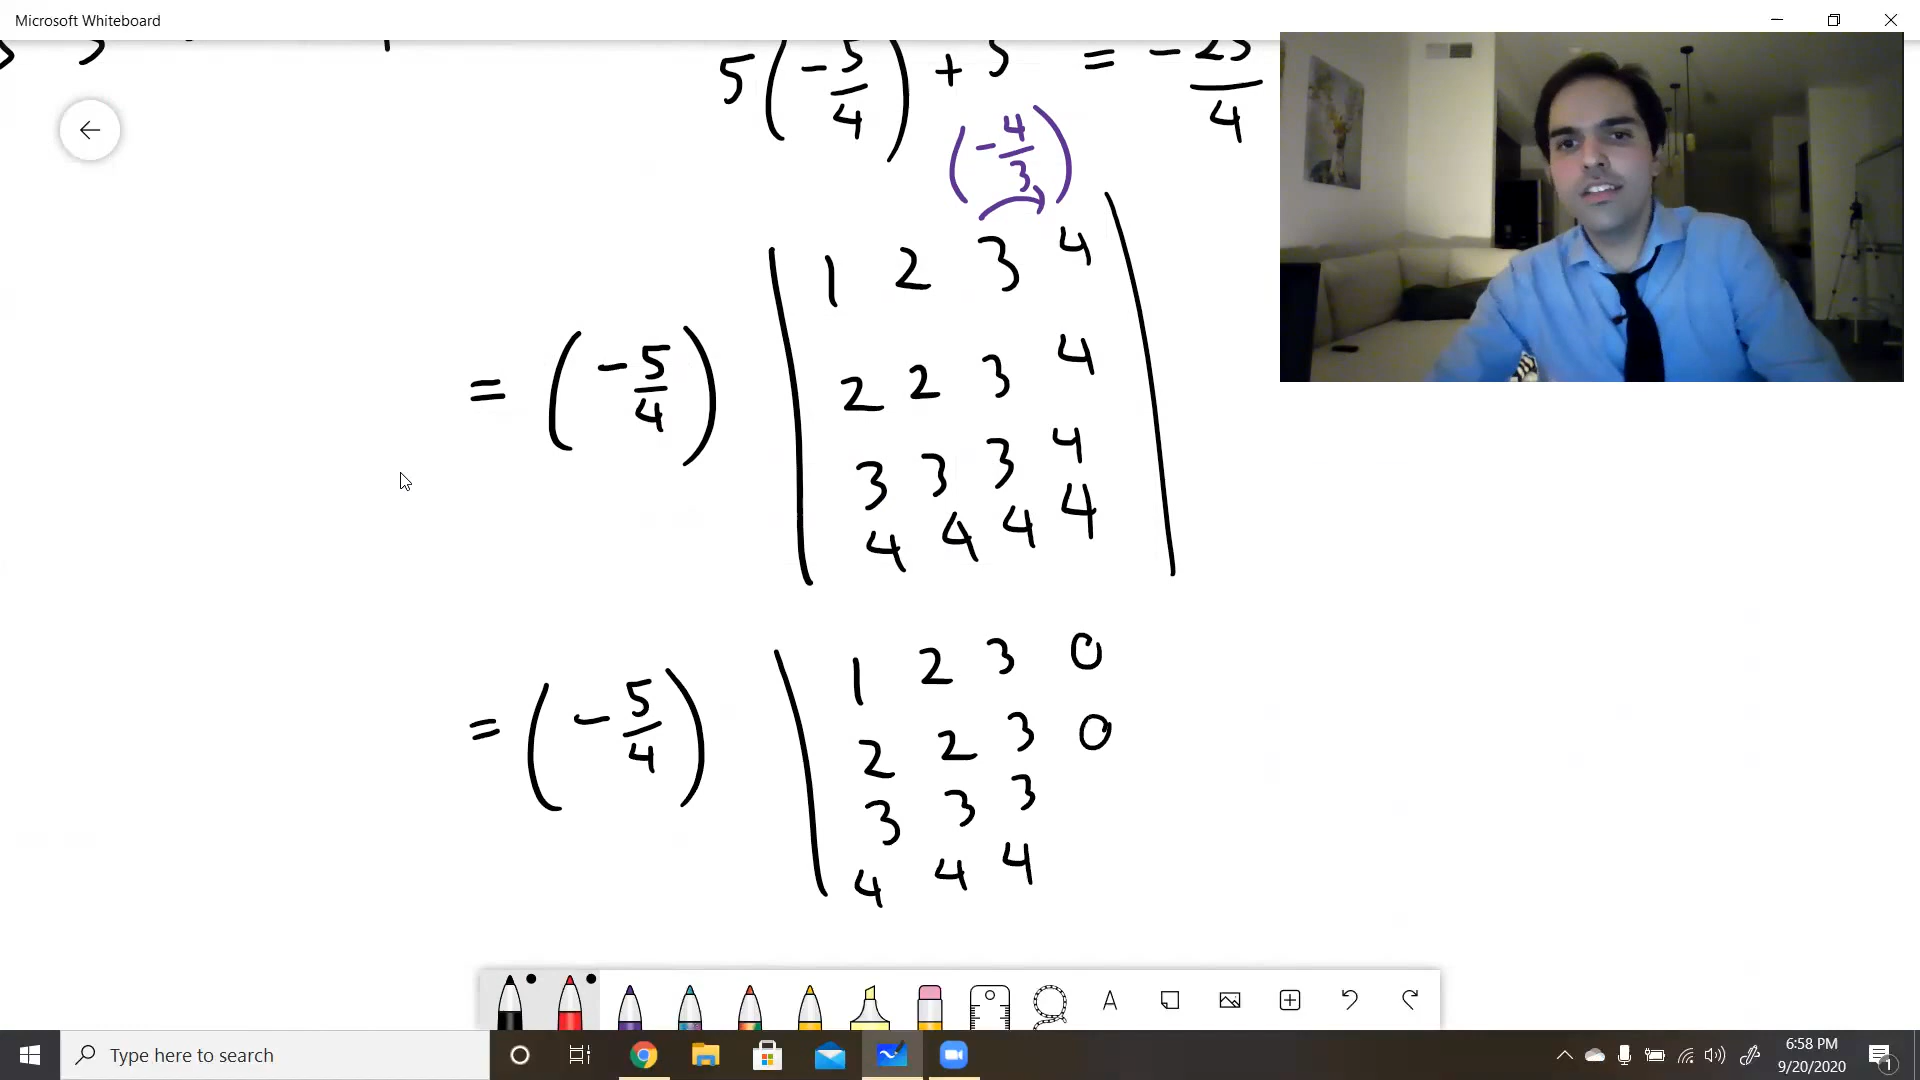 Microsoft Whiteboard
5(-5/4) + 5 = -25/4
(-4/3)
1 2 3 4
= (-5/4) 2 2 3 4
3 3 3 4
4 4 4 4
1 2 3 0
= (-5/4) 2 2 3 0
3 3 3
4 4 4
A
Type here to search
6:58 PM
9/20/2020
1